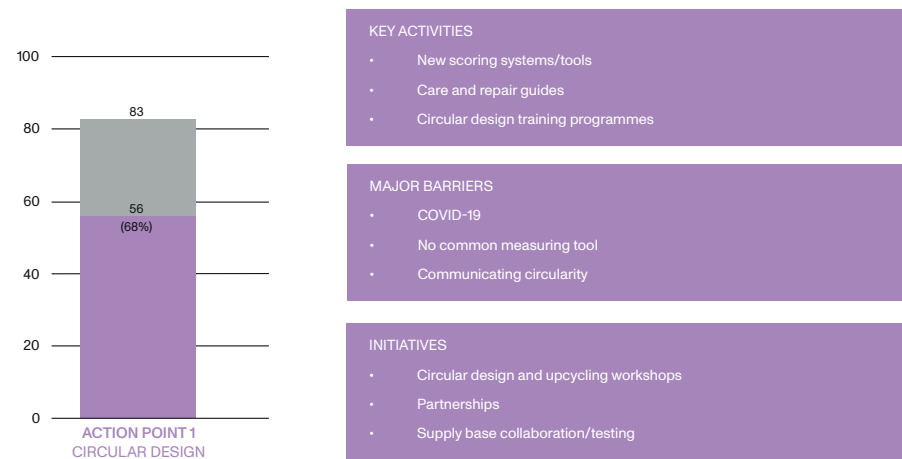 100
80
60
40
20
0
83
56
(68%)
ACTION POINT 1
CIRCULAR DESIGN
KEY ACTIVITIES
• New scoring systems/tools
• Care and repair guides
• Circular design training programmes
MAJOR BARRIERS
• COVID-19
• No common measuring tool
• Communicating circularity
INITIATIVES
• Circular design and upcycling workshops
• Partnerships
• Supply base collaboration/testing